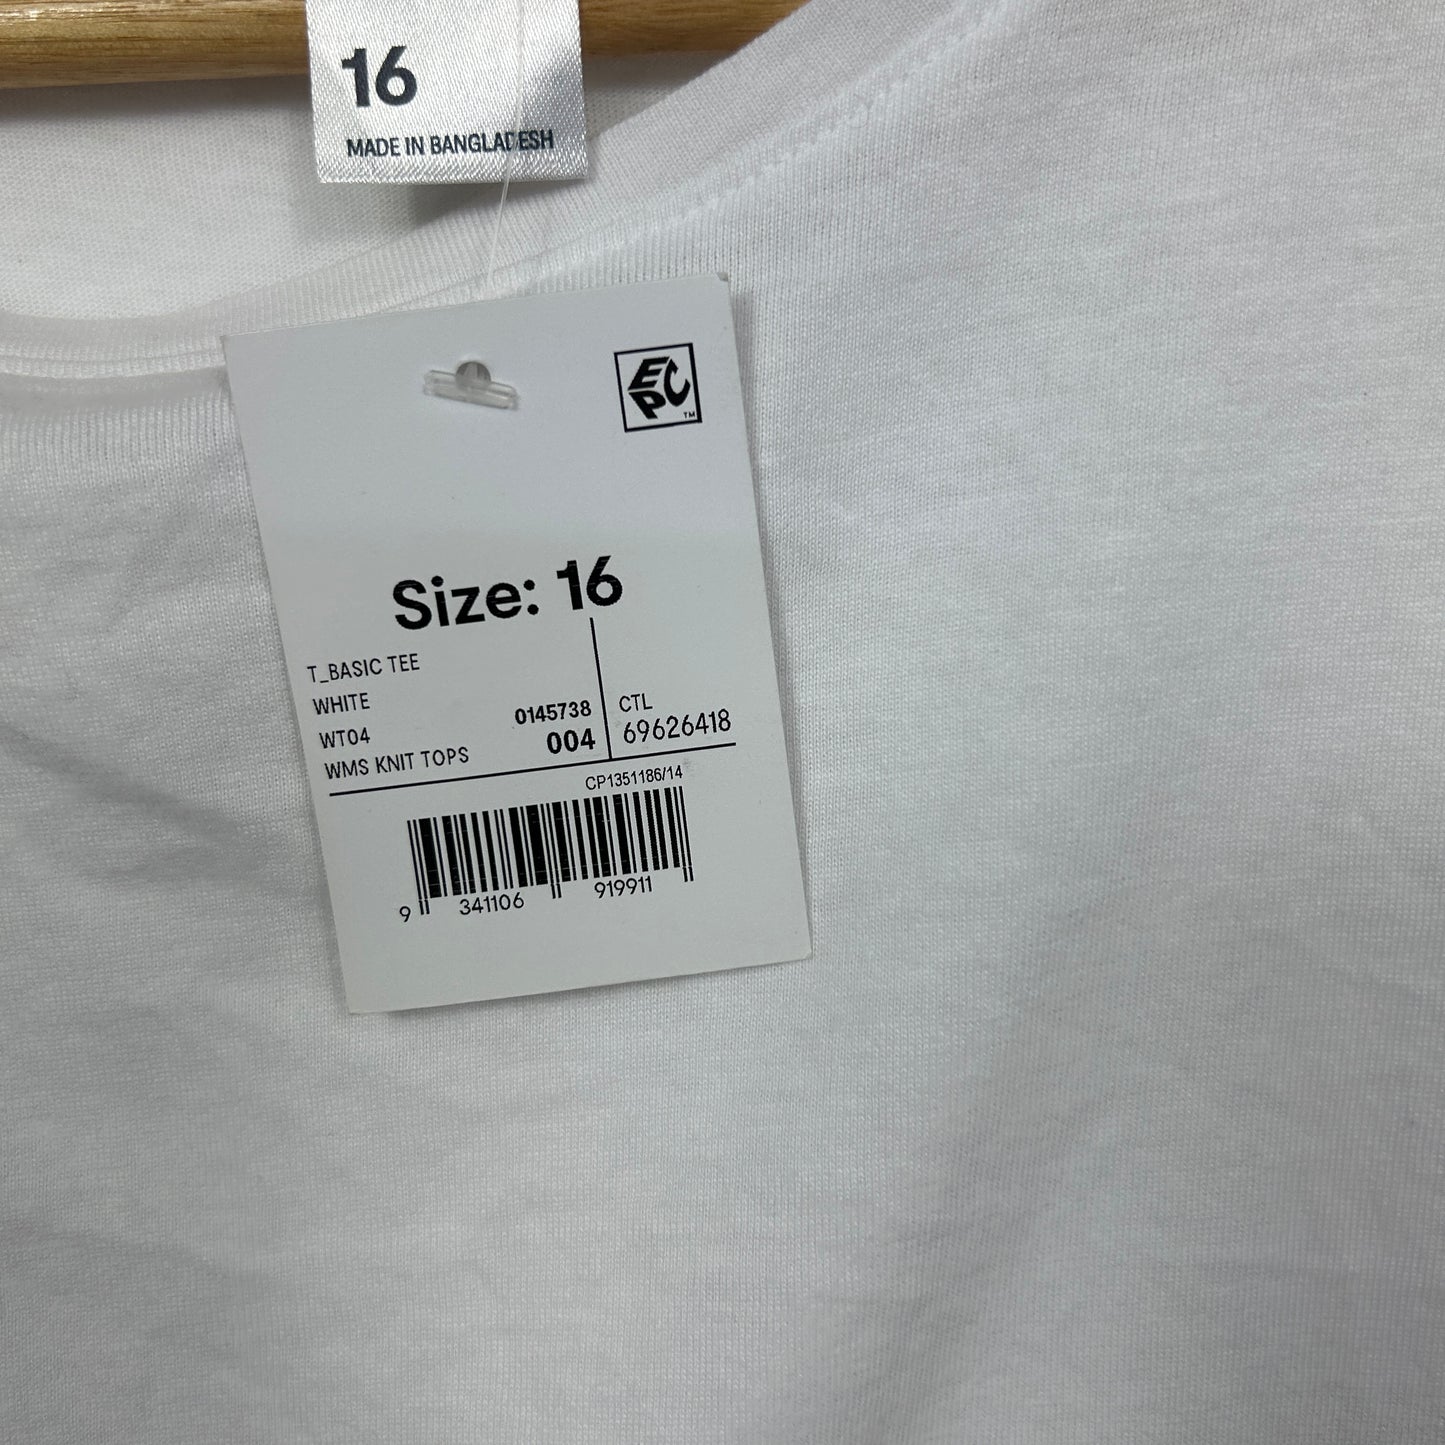 16
MADE IN BANGLADESH
EPC™
Size: 16
T_BASIC TEE
WHITE
WT04 0145738 CTL
WMS KNIT TOPS 004 69626418
CP1351186/14
9 341106 919911